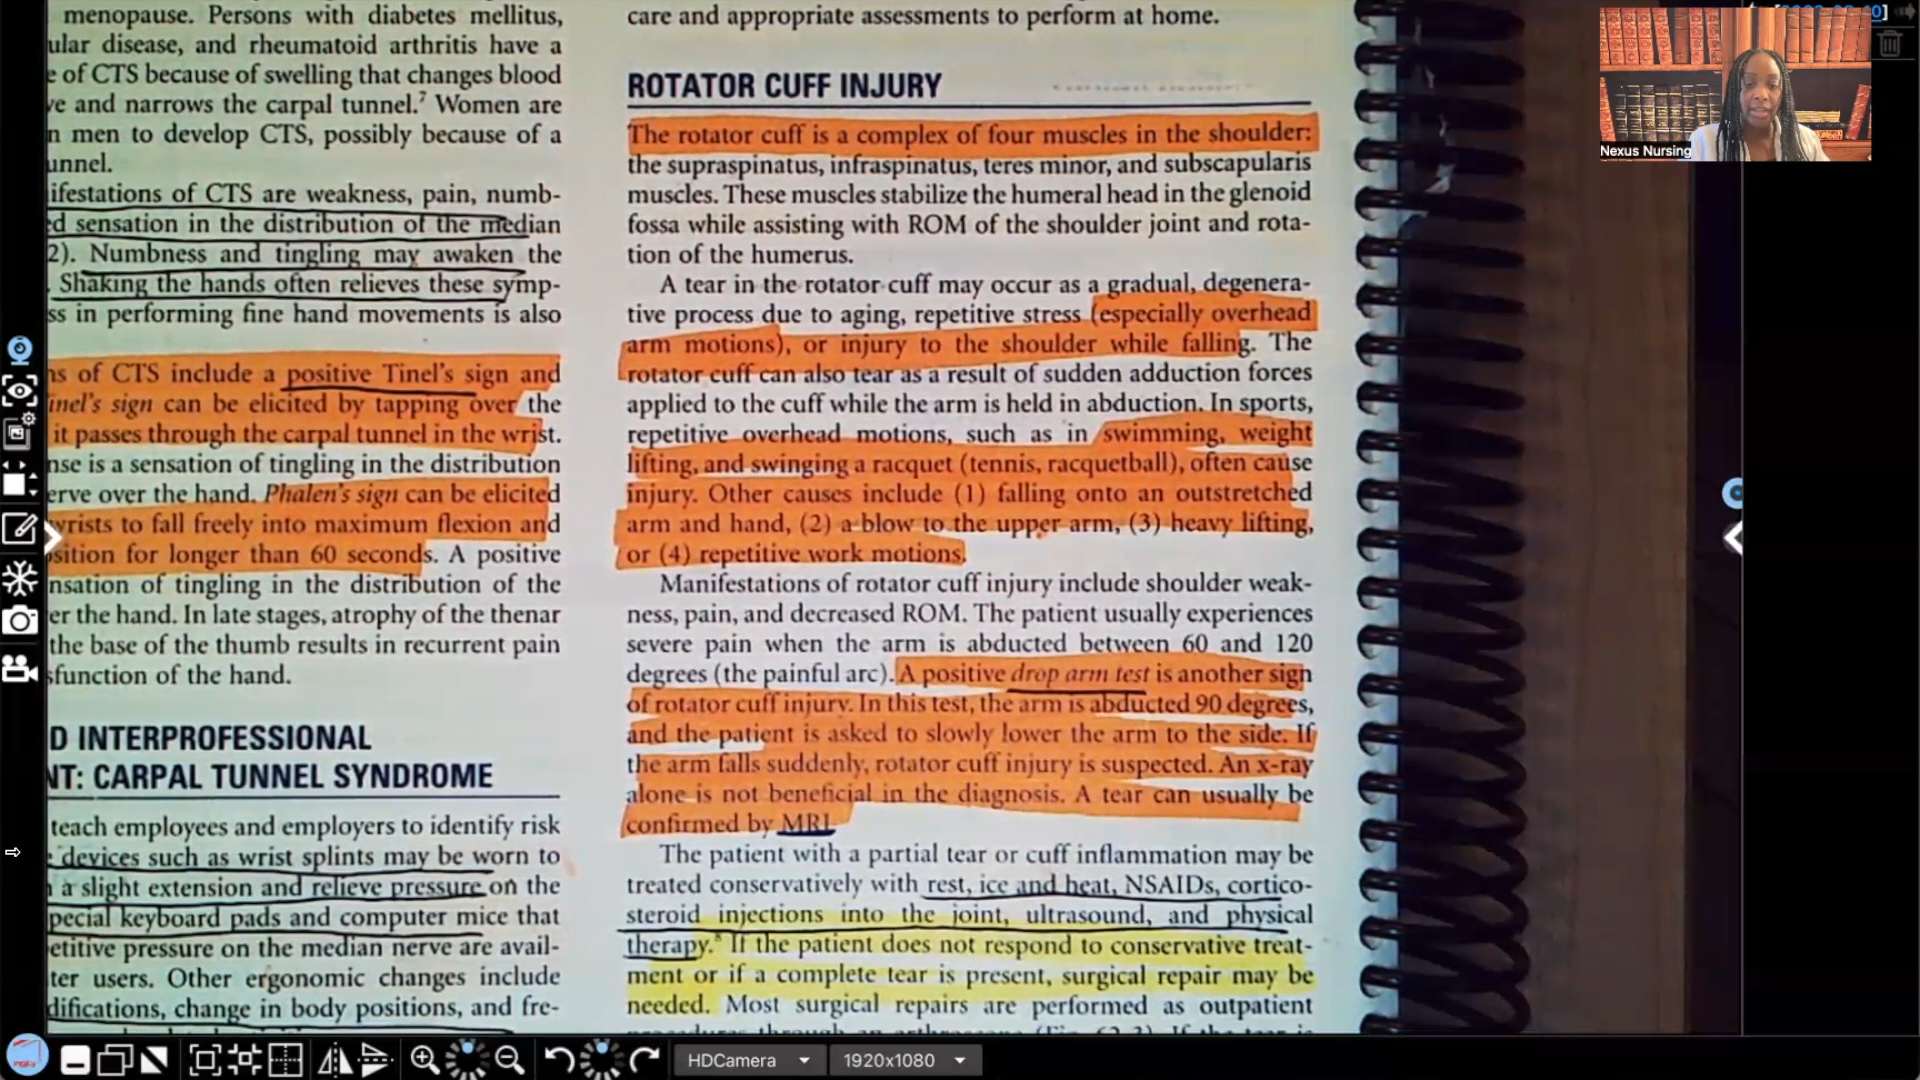 menopause. Persons with diabetes mellitus,
ular disease, and rheumatoid arthritis have a
e of CTS because of swelling that changes blood
ve and narrows the carpal tunnel.7 Women are
n men to develop CTS, possibly because of a
unnel.
ifestations of CTS are weakness, pain, numb-
ed sensation in the distribution of the median
2). Numbness and tingling may awaken the
. Shaking the hands often relieves these symp-
ss in performing fine hand movements is also
ns of CTS include a positive Tinel's sign and
inel's sign can be elicited by tapping over the
it passes through the carpal tunnel in the wrist.
nse is a sensation of tingling in the distribution
erve over the hand. Phalen's sign can be elicited
wrists to fall freely into maximum flexion and
osition for longer than 60 seconds. A positive
nsation of tingling in the distribution of the
er the hand. In late stages, atrophy of the thenar
the base of the thumb results in recurrent pain
sfunction of the hand.
D INTERPROFESSIONAL
NT: CARPAL TUNNEL SYNDROME
teach employees and employers to identify risk
devices such as wrist splints may be worn to
a slight extension and relieve pressure on the
pecial keyboard pads and computer mice that
etitive pressure on the median nerve are avail-
ter users. Other ergonomic changes include
difications, change in body positions, and fre-
care and appropriate assessments to perform at home.
ROTATOR CUFF INJURY
The rotator cuff is a complex of four muscles in the shoulder:
the supraspinatus, infraspinatus, teres minor, and subscapularis
muscles. These muscles stabilize the humeral head in the glenoid
fossa while assisting with ROM of the shoulder joint and rota-
tion of the humerus.
A tear in the rotator cuff may occur as a gradual, degenera-
tive process due to aging, repetitive stress (especially overhead
arm motions), or injury to the shoulder while falling. The
rotator cuff can also tear as a result of sudden adduction forces
applied to the cuff while the arm is held in abduction. In sports,
repetitive overhead motions, such as in swimming, weight
lifting, and swinging a racquet (tennis, racquetball), often cause
injury. Other causes include (1) falling onto an outstretched
arm and hand, (2) a blow to the upper arm, (3) heavy lifting,
or (4) repetitive work motions.
Manifestations of rotator cuff injury include shoulder weak-
ness, pain, and decreased ROM. The patient usually experiences
severe pain when the arm is abducted between 60 and 120
degrees (the painful arc). A positive drop arm test is another sign
of rotator cuff injury. In this test, the arm is abducted 90 degrees,
and the patient is asked to slowly lower the arm to the side. If
the arm falls suddenly, rotator cuff injury is suspected. An x-ray
alone is not beneficial in the diagnosis. A tear can usually be
confirmed by MRI.
The patient with a partial tear or cuff inflammation may be
treated conservatively with rest, ice and heat, NSAIDs, cortico-
steroid injections into the joint, ultrasound, and physical
therapy.8 If the patient does not respond to conservative treat-
ment or if a complete tear is present, surgical repair may be
needed. Most surgical repairs are performed as outpatient
Nexus Nursing
HDCamera
1920x1080